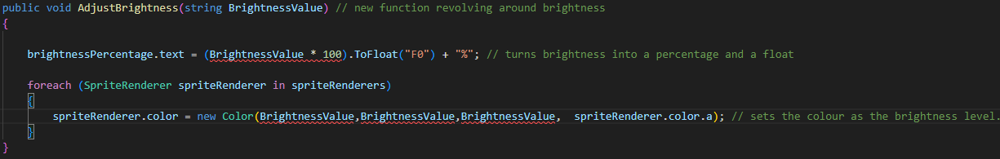 public void AdjustBrightness(string BrightnessValue) // new function revolving around brightness
{
brightnessPercentage.text = (BrightnessValue * 100).ToFloat("F0") + "%"; // turns brightness into a percentage and a float
foreach (SpriteRenderer spriteRenderer in spriteRenderers)
{
spriteRenderer.color = new Color(BrightnessValue,BrightnessValue,BrightnessValue,  spriteRenderer.color.a); // sets the colour as the brightness level.
}
}